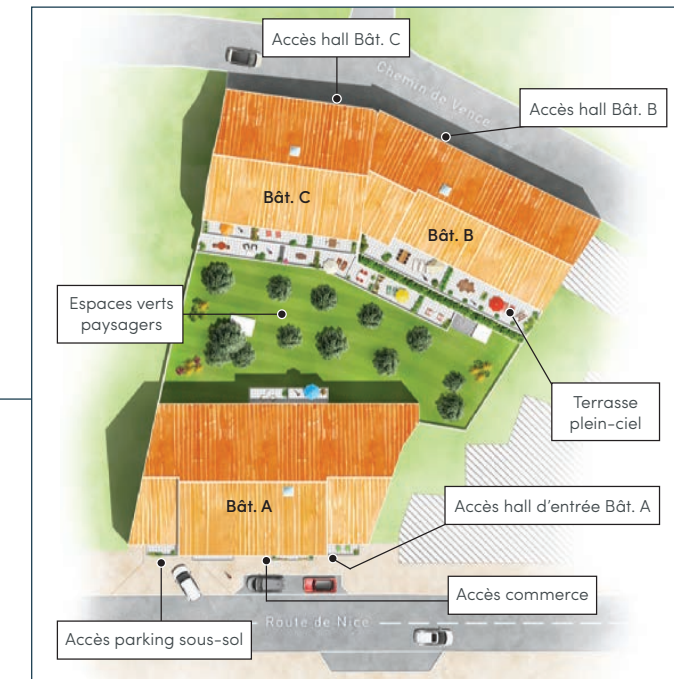 Accès hall Bât. C
Chemin de Vence
Accès hall Bât. B
Bât. C
Bât. B
Espaces verts
paysagers
Terrasse
plein-ciel
Bât. A
Accès hall d'entrée Bât. A
Accès commerce
Route de Nice
Accès parking sous-sol